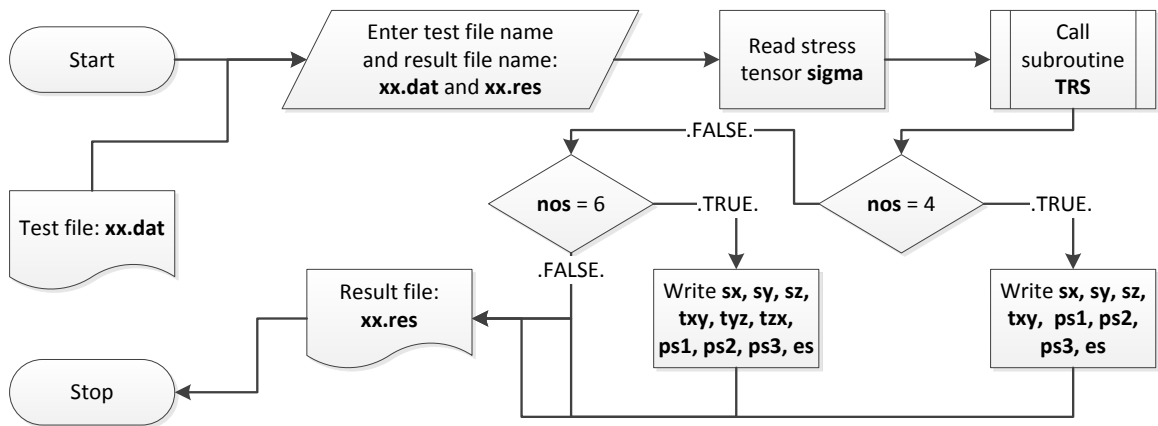 Start
Enter test file name
and result file name:
xx.dat and xx.res
Read stress
tensor sigma
Call
subroutine
TRS
Test file: xx.dat
.FALSE.
nos = 6
.TRUE.
nos = 4
.TRUE.
.FALSE.
Result file:
xx.res
Write sx, sy, sz,
txy, tyz, tzx,
ps1, ps2, ps3, es
Write sx, sy, sz,
txy, ps1, ps2,
ps3, es
Stop